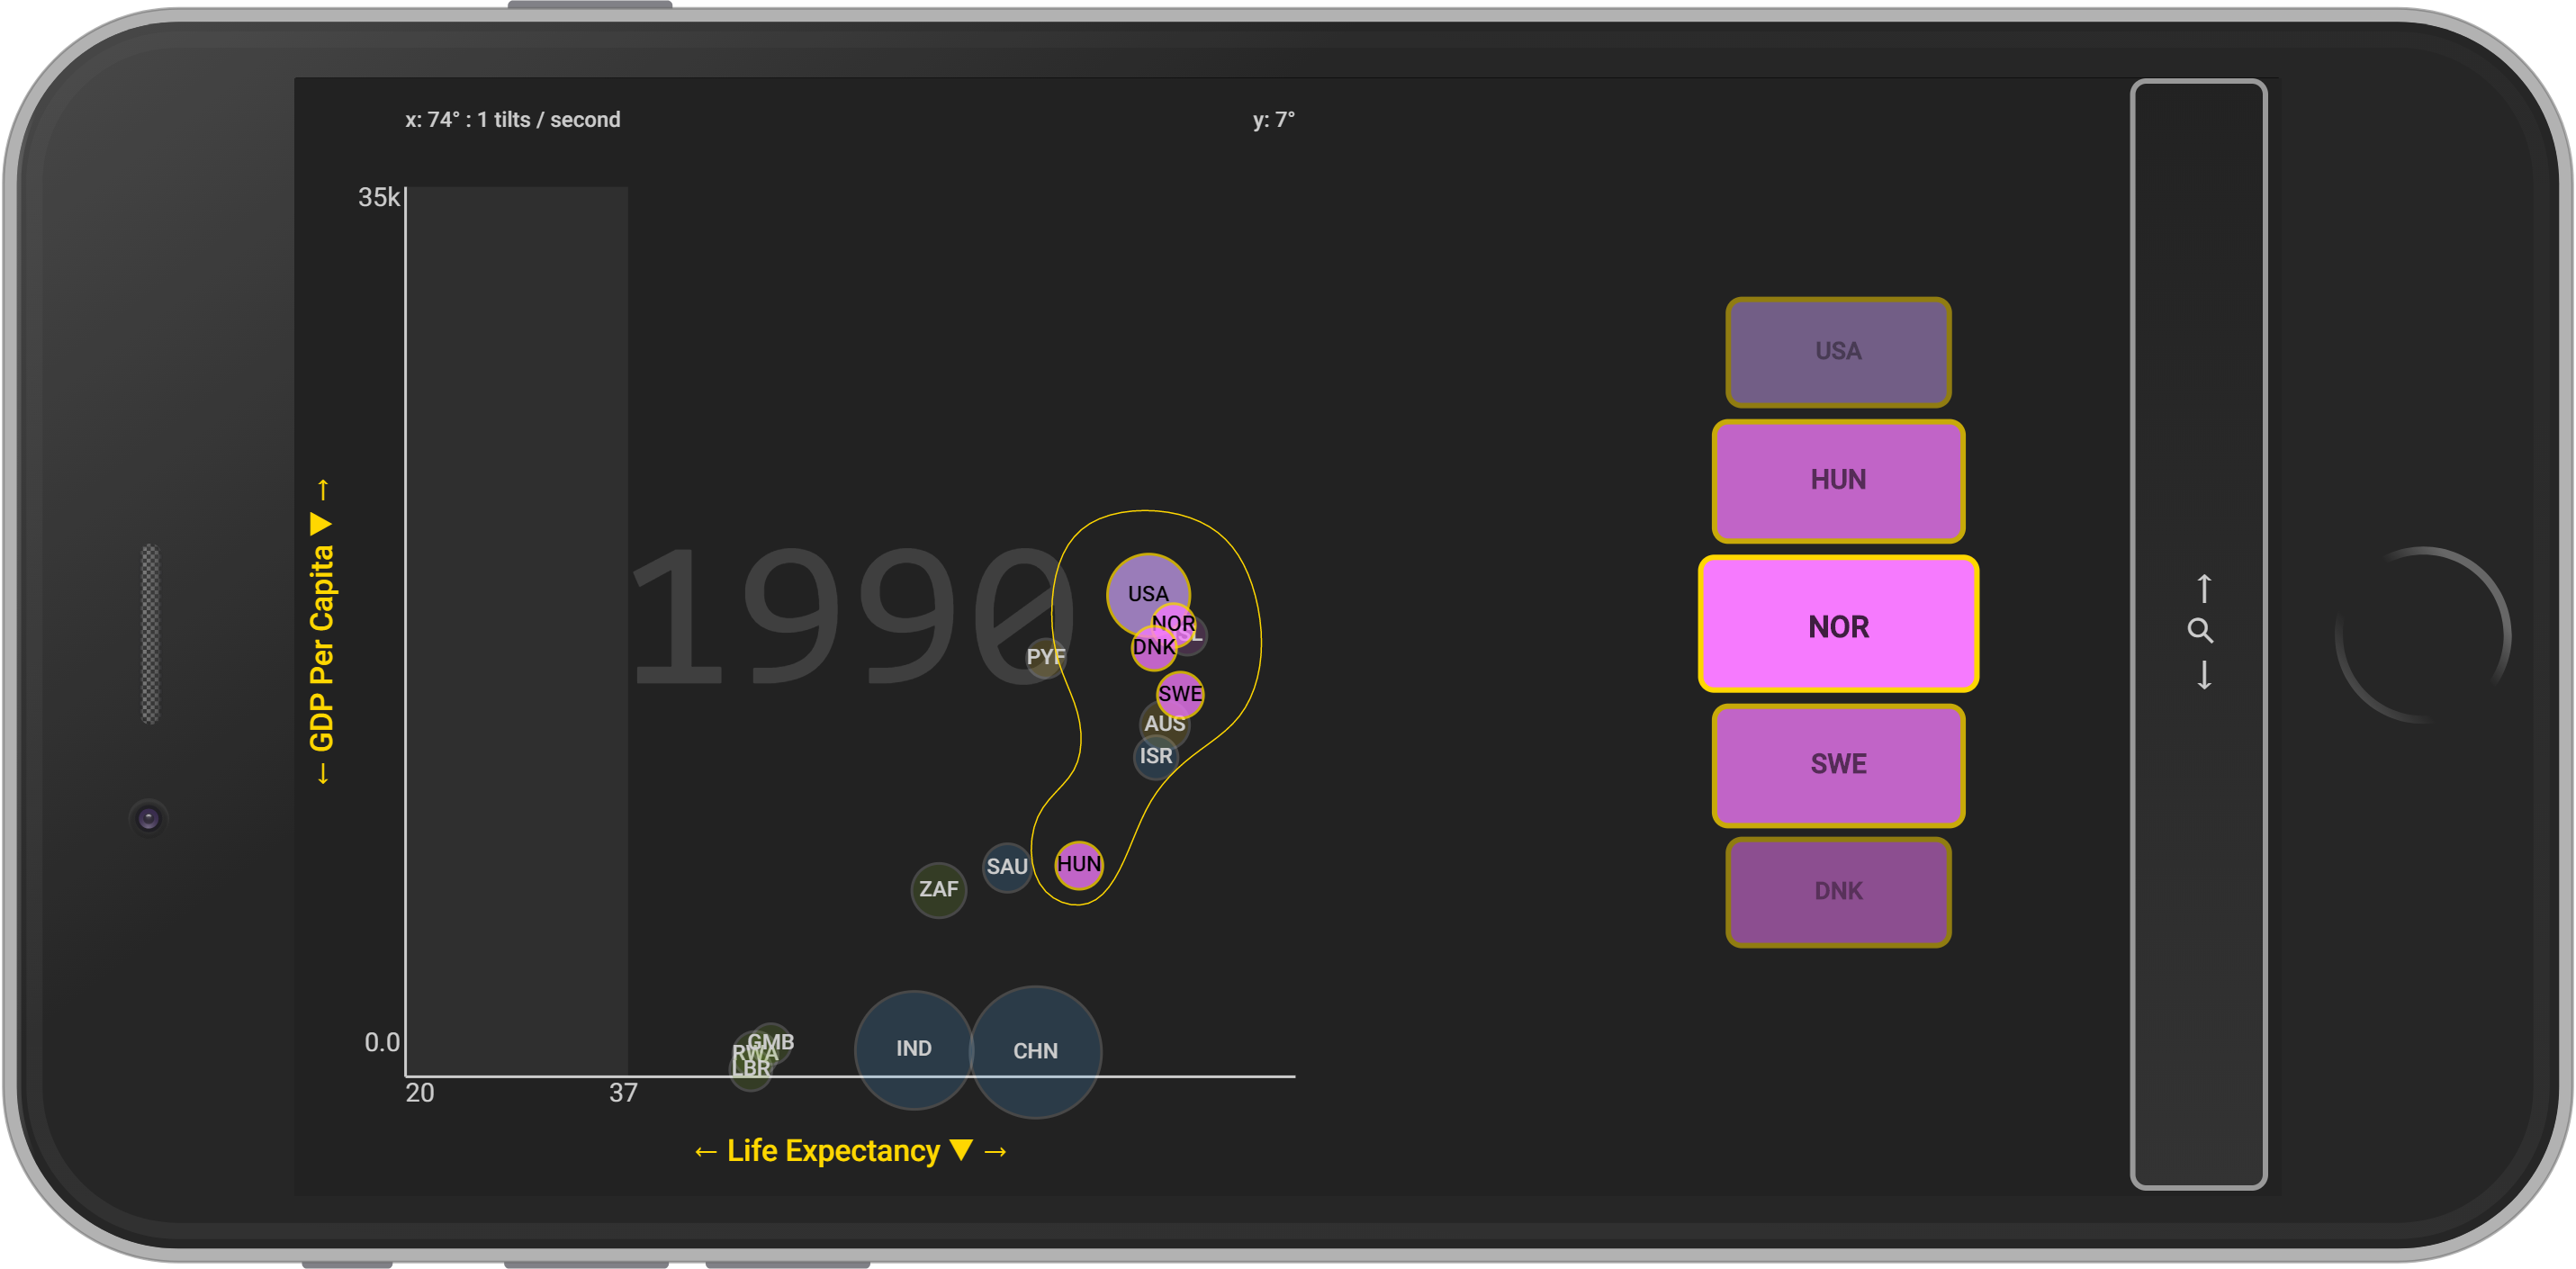 x: 74° : 1 tilts / second
y: 7°
35k
← GDP Per Capita ▼ →
0.0
20
37
← Life Expectancy ▼ →
1990
USA
NOR
DNK
PYF
SWE
AUS
ISR
SAU
HUN
ZAF
GMB
RWA
LBR
IND
CHN
USA
HUN
NOR
SWE
DNK